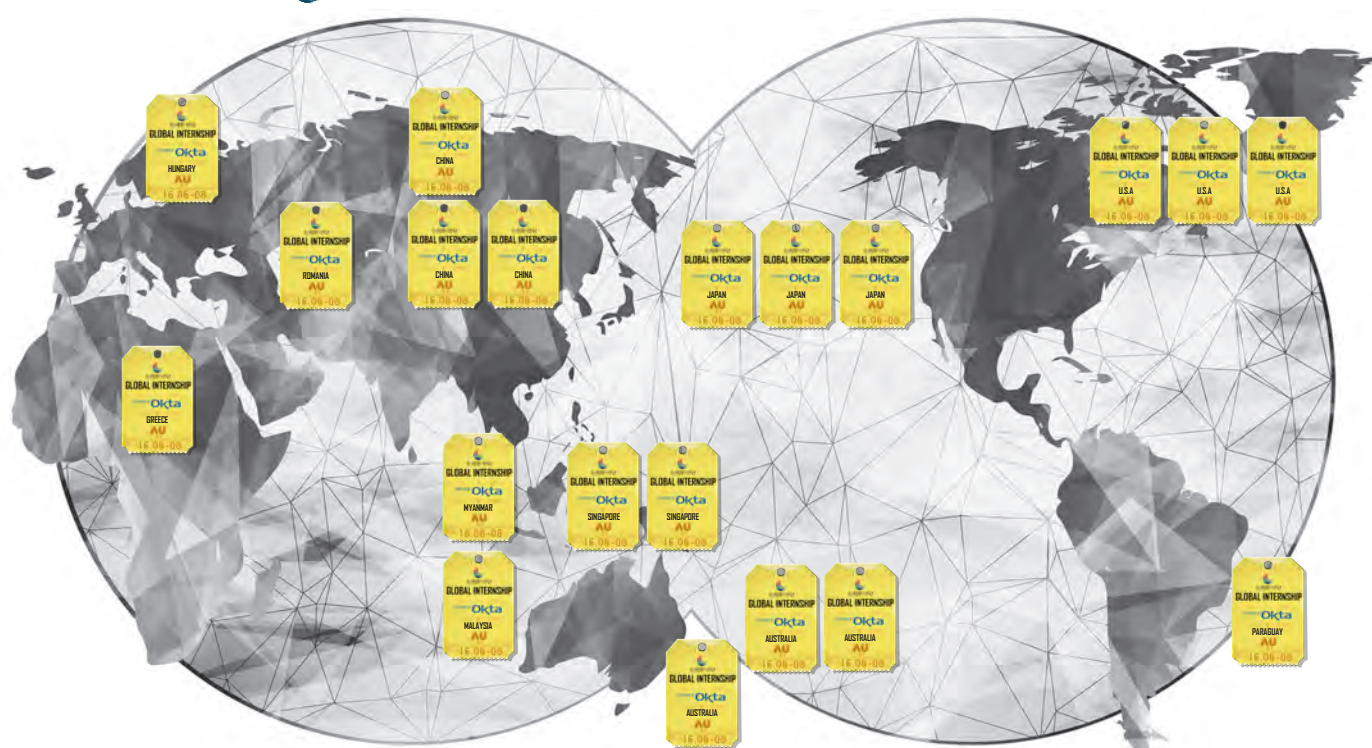 GLOBAL INTERNSHIP
Okta
HUNGARY
AU
16.06-08
GLOBAL INTERNSHIP
Okta
CHINA
AU
16.06-08
GLOBAL INTERNSHIP
Okta
U.S.A
AU
16.06-08
GLOBAL INTERNSHIP
Okta
U.S.A
AU
16.06-08
GLOBAL INTERNSHIP
Okta
U.S.A
AU
16.06-08
GLOBAL INTERNSHIP
Okta
ROMANIA
AU
16.06-08
GLOBAL INTERNSHIP
Okta
CHINA
AU
16.06-08
GLOBAL INTERNSHIP
Okta
CHINA
AU
16.06-08
GLOBAL INTERNSHIP
Okta
JAPAN
AU
16.06-08
GLOBAL INTERNSHIP
Okta
JAPAN
AU
16.06-08
GLOBAL INTERNSHIP
Okta
JAPAN
AU
16.06-08
GLOBAL INTERNSHIP
Okta
GREECE
AU
16.06-08
GLOBAL INTERNSHIP
Okta
MYANMAR
AU
16.06-08
GLOBAL INTERNSHIP
Okta
SINGAPORE
AU
16.06-08
GLOBAL INTERNSHIP
Okta
SINGAPORE
AU
16.06-08
GLOBAL INTERNSHIP
Okta
MALAYSIA
AU
16.06-08
GLOBAL INTERNSHIP
Okta
AUSTRALIA
AU
16.06-08
GLOBAL INTERNSHIP
Okta
AUSTRALIA
AU
16.06-08
GLOBAL INTERNSHIP
Okta
PARAGUAY
AU
16.06-08
GLOBAL INTERNSHIP
Okta
AUSTRALIA
AU
16.06-08